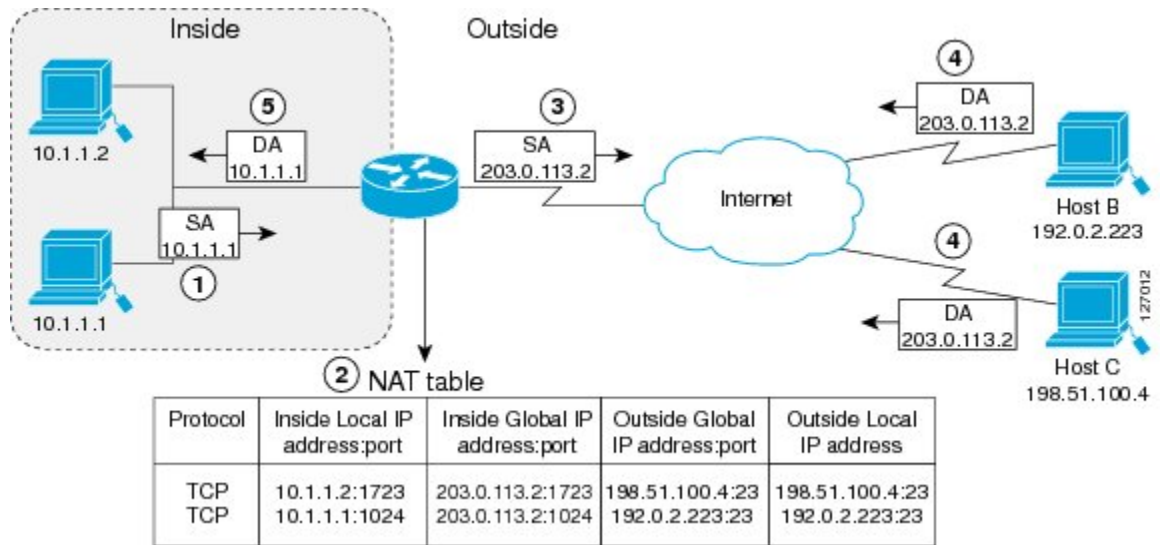 Inside
Outside
10.1.1.2
5
DA
10.1.1.1
SA
10.1.1.1
1
10.1.1.1
3
SA
203.0.113.2
Internet
4
DA
203.0.113.2
Host B
192.0.2.223
4
DA
203.0.113.2
Host C
198.51.100.4
127012
2 NAT table
Protocol
Inside Local IP
address:port
Inside Global IP
address:port
Outside Global
IP address:port
Outside Local
IP address
TCP 10.1.1.2:1723 203.0.113.2:1723 198.51.100.4:23 198.51.100.4:23
TCP 10.1.1.1:1024 203.0.113.2:1024 192.0.2.223:23 192.0.2.223:23